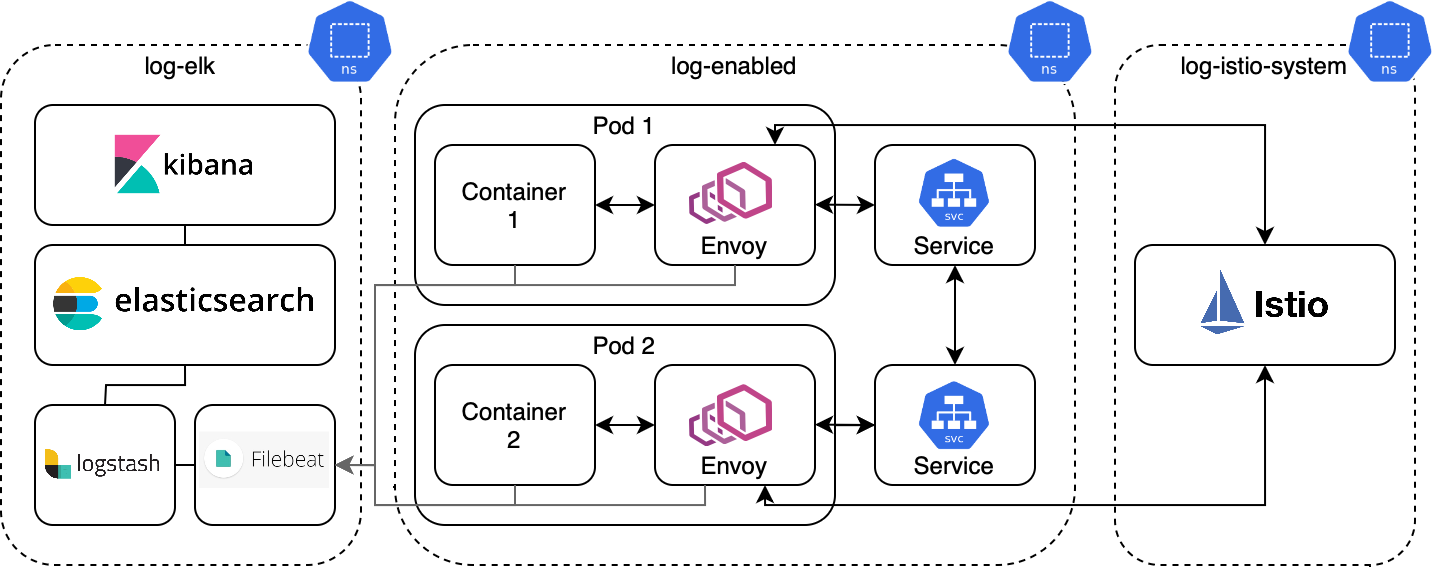 log-elk
ns
kibana
elasticsearch
logstash
Filebeat
log-enabled
ns
Pod 1
Container
1
Envoy
svc
Service
Pod 2
Container
2
Envoy
svc
Service
log-istio-system
ns
Istio